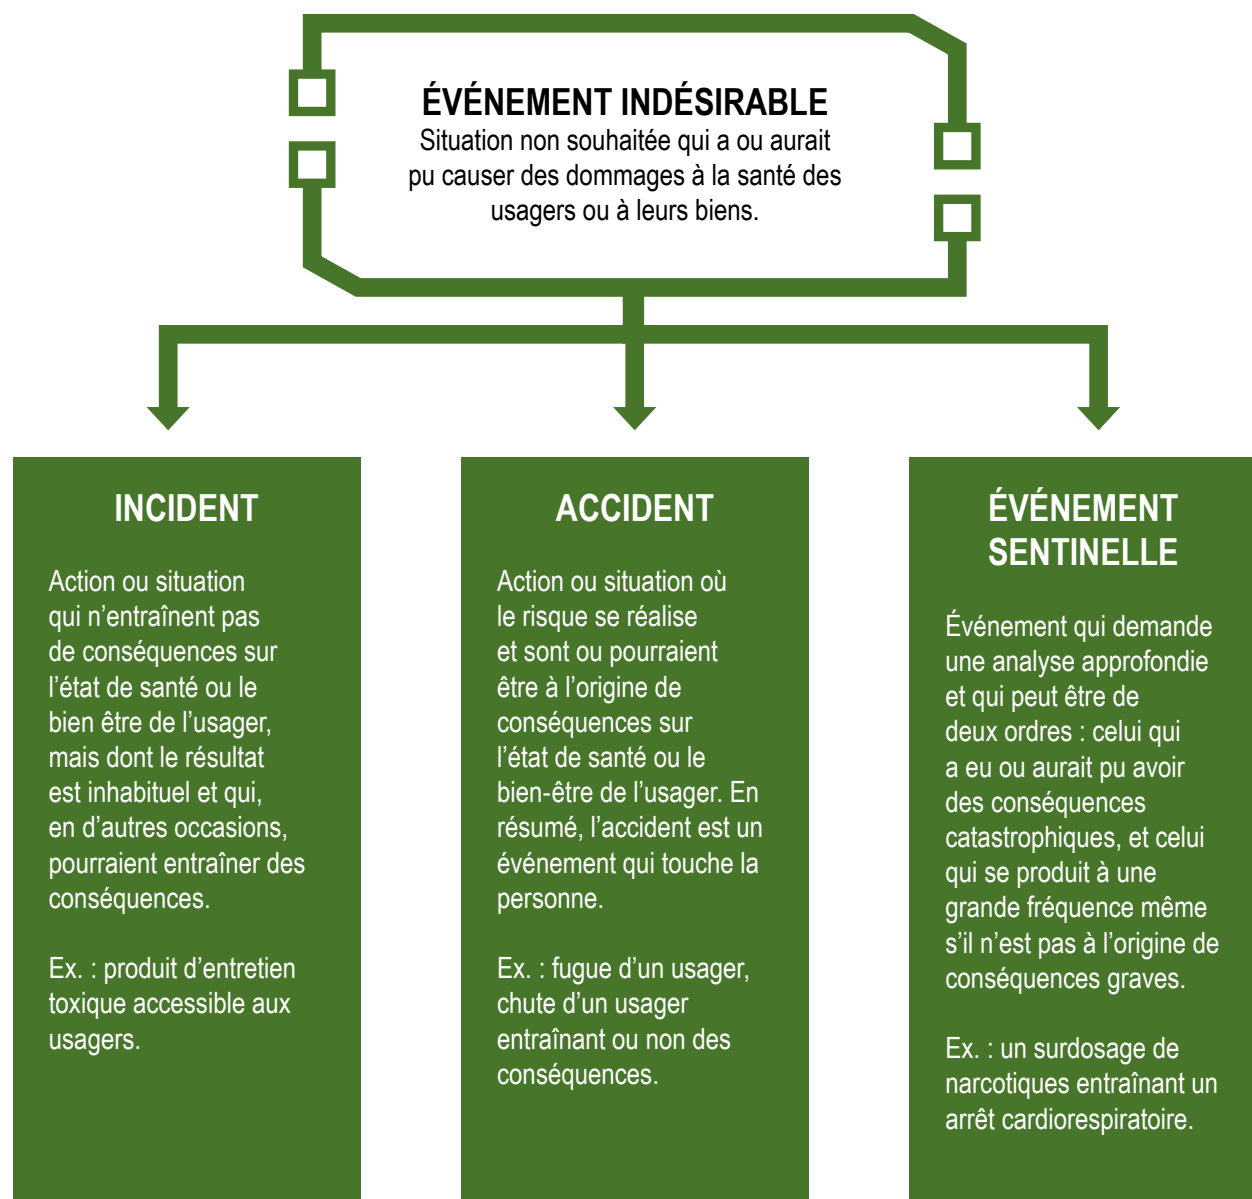 ÉVÉNEMENT INDÉSIRABLE
Situation non souhaitée qui a ou aurait
pu causer des dommages à la santé des
usagers ou à leurs biens.
INCIDENT
Action ou situation
qui n’entraînent pas
de conséquences sur
l’état de santé ou le
bien être de l’usager,
mais dont le résultat
est inhabituel et qui,
en d’autres occasions,
pourraient entraîner des
conséquences.
Ex. : produit d’entretien
toxique accessible aux
usagers.
ACCIDENT
Action ou situation où
le risque se réalise
et sont ou pourraient
être à l’origine de
conséquences sur
l’état de santé ou le
bien-être de l’usager. En
résumé, l’accident est un
événement qui touche la
personne.
Ex. : fugue d’un usager,
chute d’un usager
entraînant ou non des
conséquences.
ÉVÉNEMENT
SENTINELLE
Événement qui demande
une analyse approfondie
et qui peut être de
deux ordres : celui qui
a eu ou aurait pu avoir
des conséquences
catastrophiques, et celui
qui se produit à une
grande fréquence même
s’il n’est pas à l’origine de
conséquences graves.
Ex. : un surdosage de
narcotiques entraînant un
arrêt cardiorespiratoire.